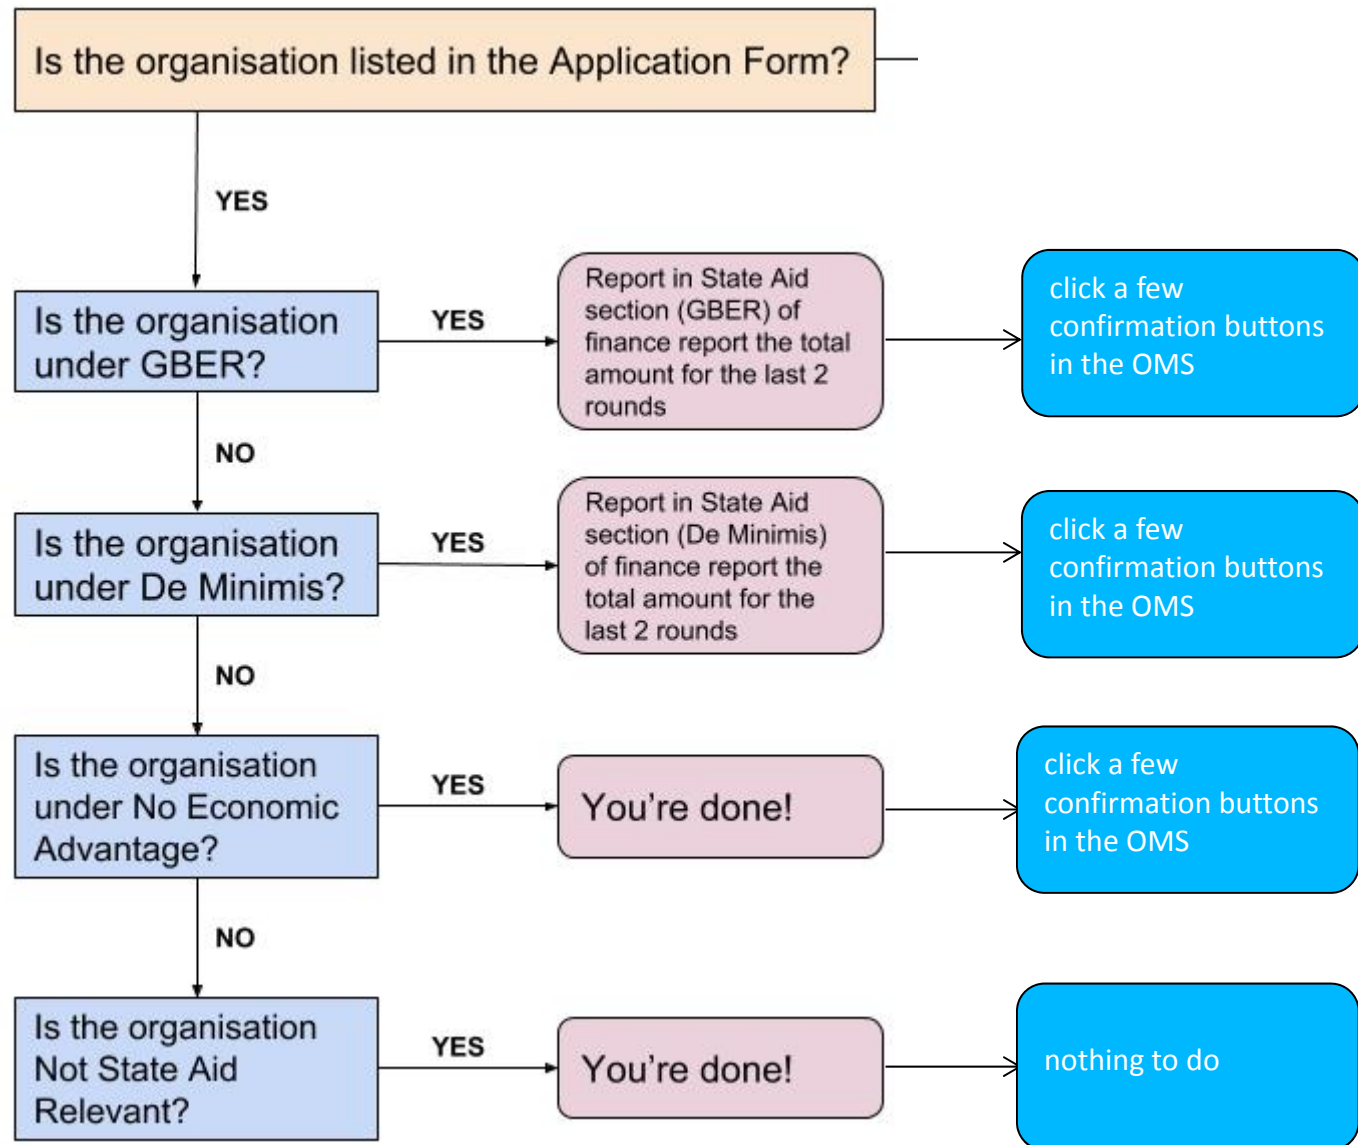 Is the organisation listed in the Application Form?
YES
Is the organisation
under GBER?
YES
Report in State Aid
section (GBER) of
finance report the total
amount for the last 2
rounds
click a few
confirmation buttons
in the OMS
NO
Is the organisation
under De Minimis?
YES
Report in State Aid
section (De Minimis)
of finance report the
total amount for the
last 2 rounds
click a few
confirmation buttons
in the OMS
NO
Is the organisation
under No Economic
Advantage?
YES
You’re done!
click a few
confirmation buttons
in the OMS
NO
Is the organisation
Not State Aid
Relevant?
YES
You’re done!
nothing to do